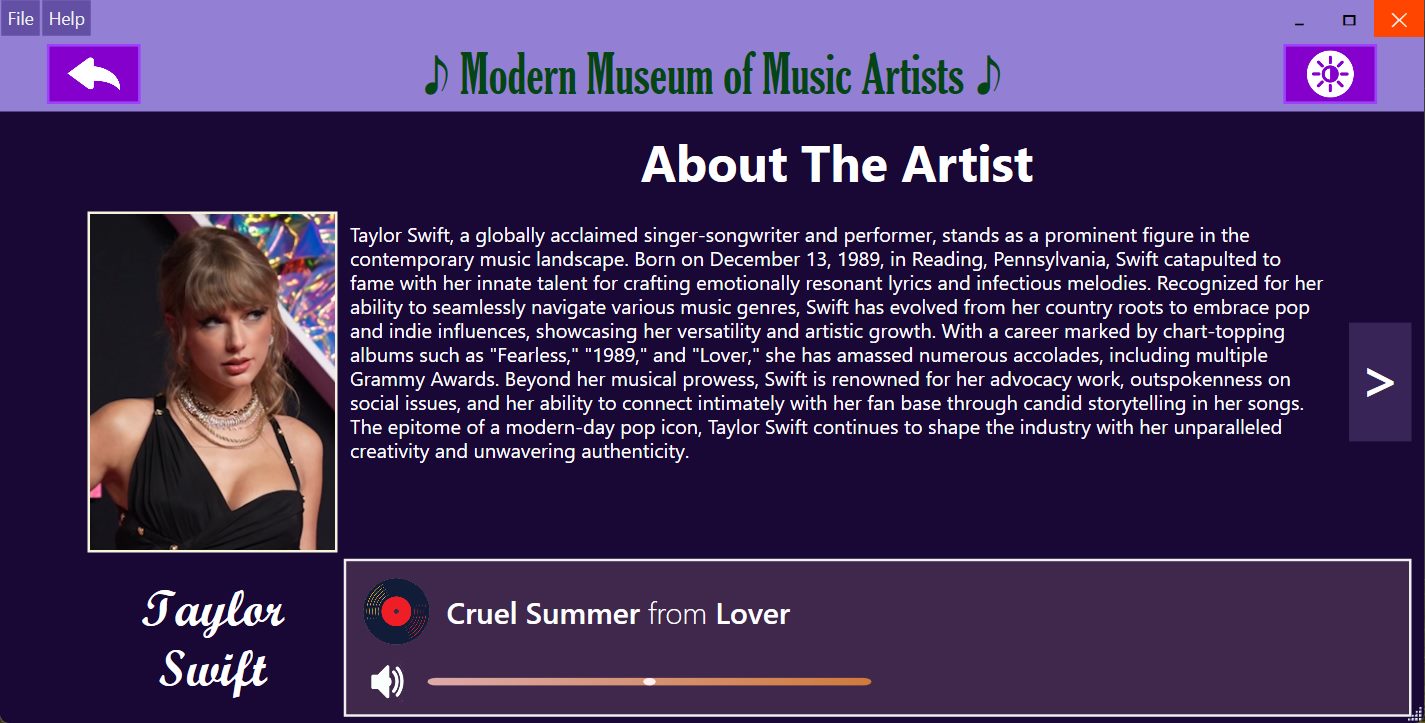 File Help
♪ Modern Museum of Music Artists ♪
About The Artist
Taylor Swift, a globally acclaimed singer-songwriter and performer, stands as a prominent figure in the
contemporary music landscape. Born on December 13, 1989, in Reading, Pennsylvania, Swift catapulted to
fame with her innate talent for crafting emotionally resonant lyrics and infectious melodies. Recognized for her
ability to seamlessly navigate various music genres, Swift has evolved from her country roots to embrace pop
and indie influences, showcasing her versatility and artistic growth. With a career marked by chart-topping
albums such as "Fearless," "1989," and "Lover," she has amassed numerous accolades, including multiple
Grammy Awards. Beyond her musical prowess, Swift is renowned for her advocacy work, outspokenness on
social issues, and her ability to connect intimately with her fan base through candid storytelling in her songs.
The epitome of a modern-day pop icon, Taylor Swift continues to shape the industry with her unparalleled
creativity and unwavering authenticity.
>
Taylor
Swift
Cruel Summer from Lover